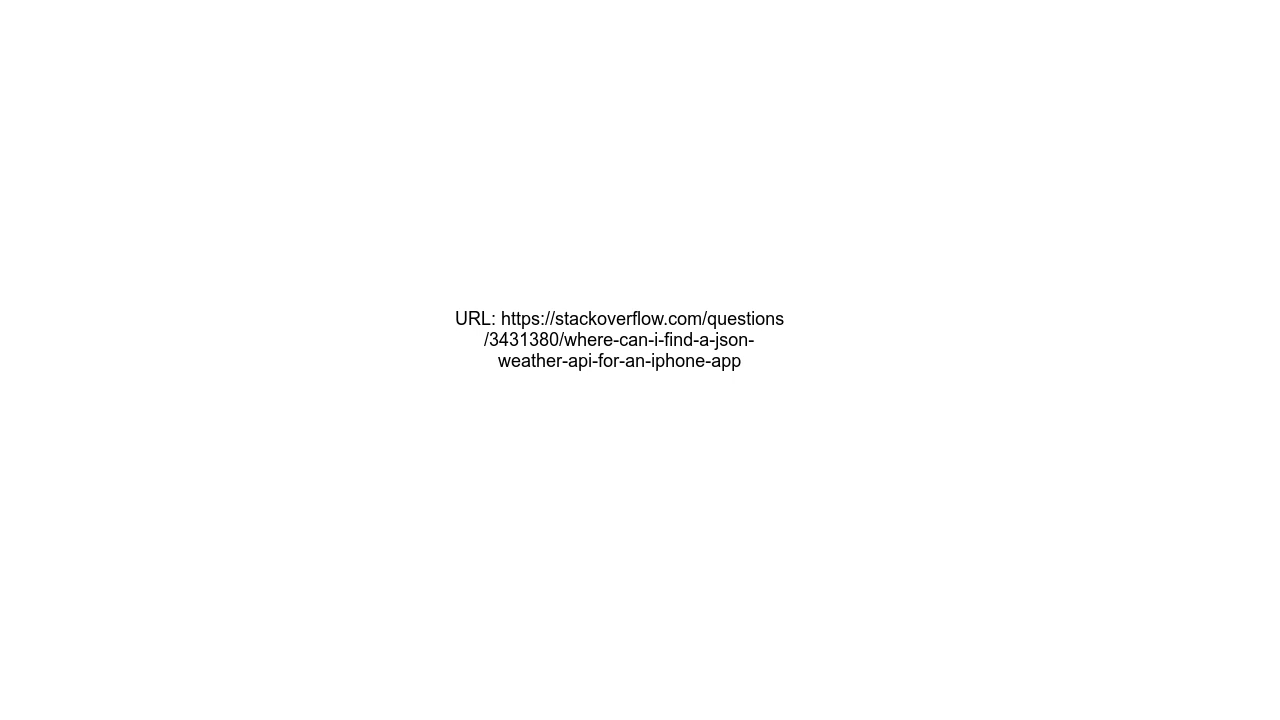 URL: https://stackoverflow.com/questions
/3431380/where-can-i-find-a-json-
weather-api-for-an-iphone-app